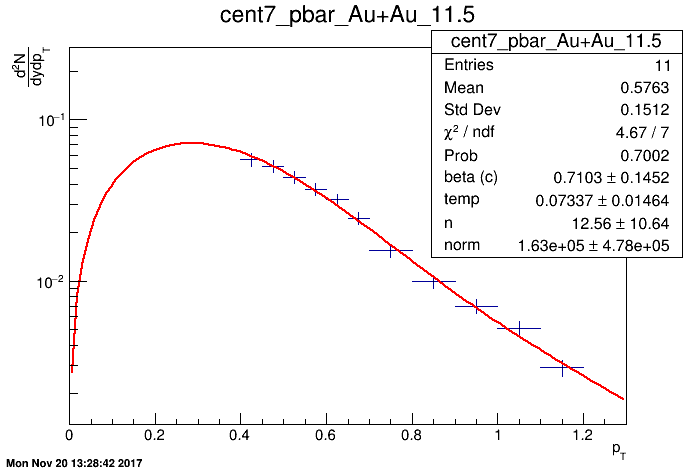 cent7_pbar_Au+Au_11.5
cent7_pbar_Au+Au_11.5
Entries 11
Mean 0.5763
Std Dev 0.1512
χ² / ndf 4.67 / 7
Prob 0.7002
beta (c) 0.7103 ± 0.1452
temp 0.07337 ± 0.01464
n 12.56 ± 10.64
norm 1.63e+05 ± 4.78e+05
d²N
dydp_T
10⁻¹
10⁻²
0 0.2 0.4 0.6 0.8 1 1.2
p_T
Mon Nov 20 13:28:42 2017